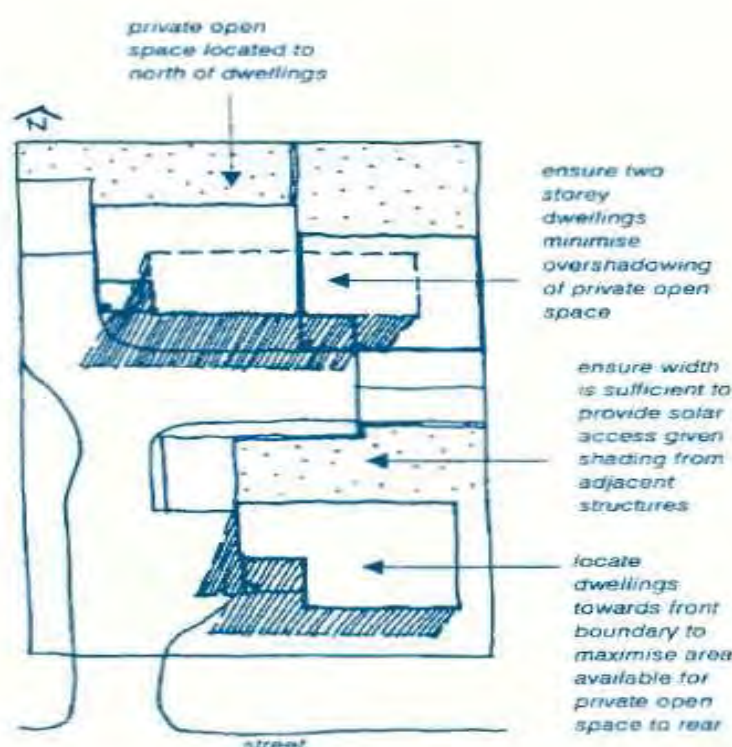 private open
space located to
north of dwellings
N
ensure two
storey
dwellings
minimise
overshadowing
of private open
space
ensure width
is sufficient to
provide solar
access given
shading from
adjacent
structures
locate
dwellings
towards front
boundary to
maximise area
available for
private open
space to rear
street